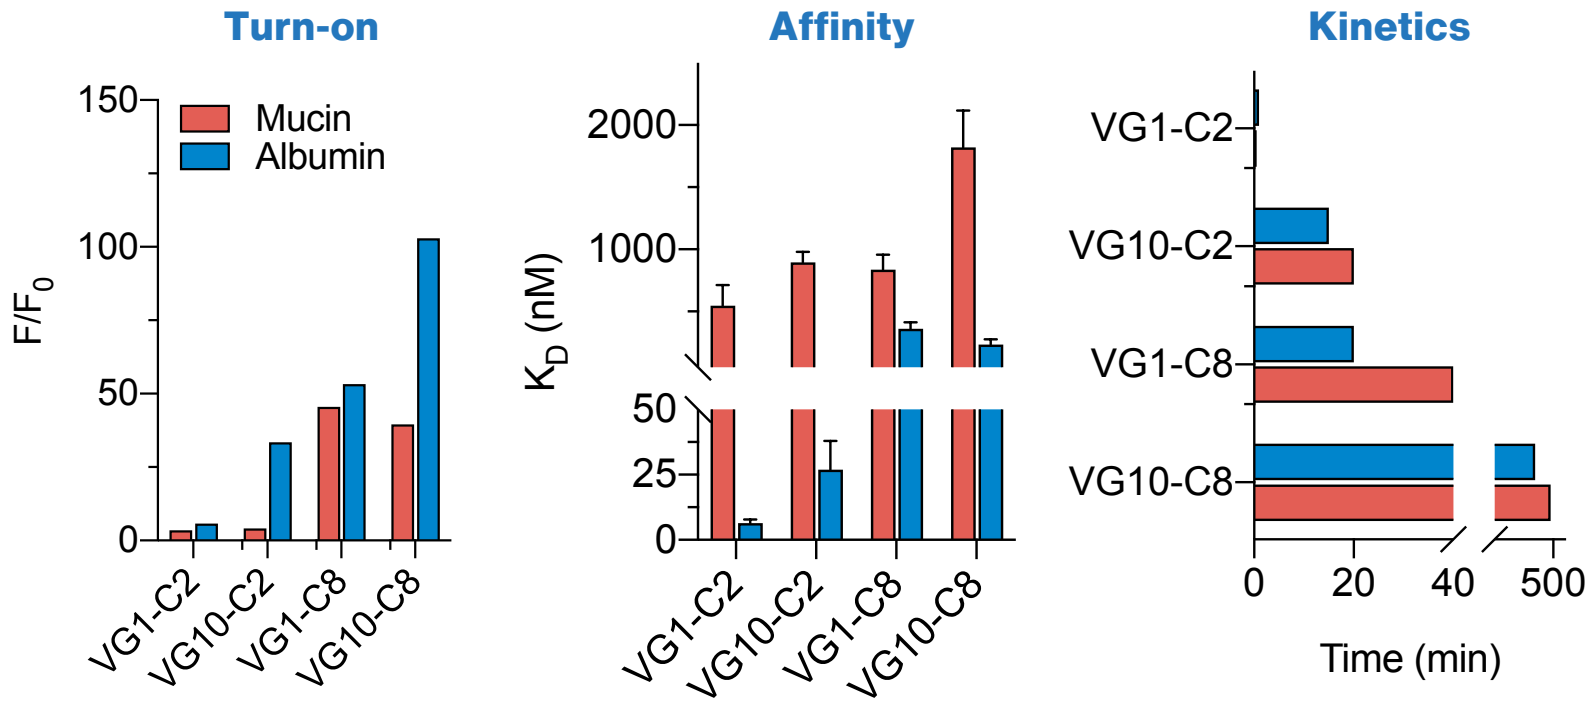 Turn-on
Affinity
Kinetics
Mucin
Albumin
F/F0
150
100
50
0
VG1-C2
VG10-C2
VG1-C8
VG10-C8
KD (nM)
2000
1000
50
25
0
VG1-C2
VG10-C2
VG1-C8
VG10-C8
VG1-C2
VG10-C2
VG1-C8
VG10-C8
0 20 40 500
Time (min)